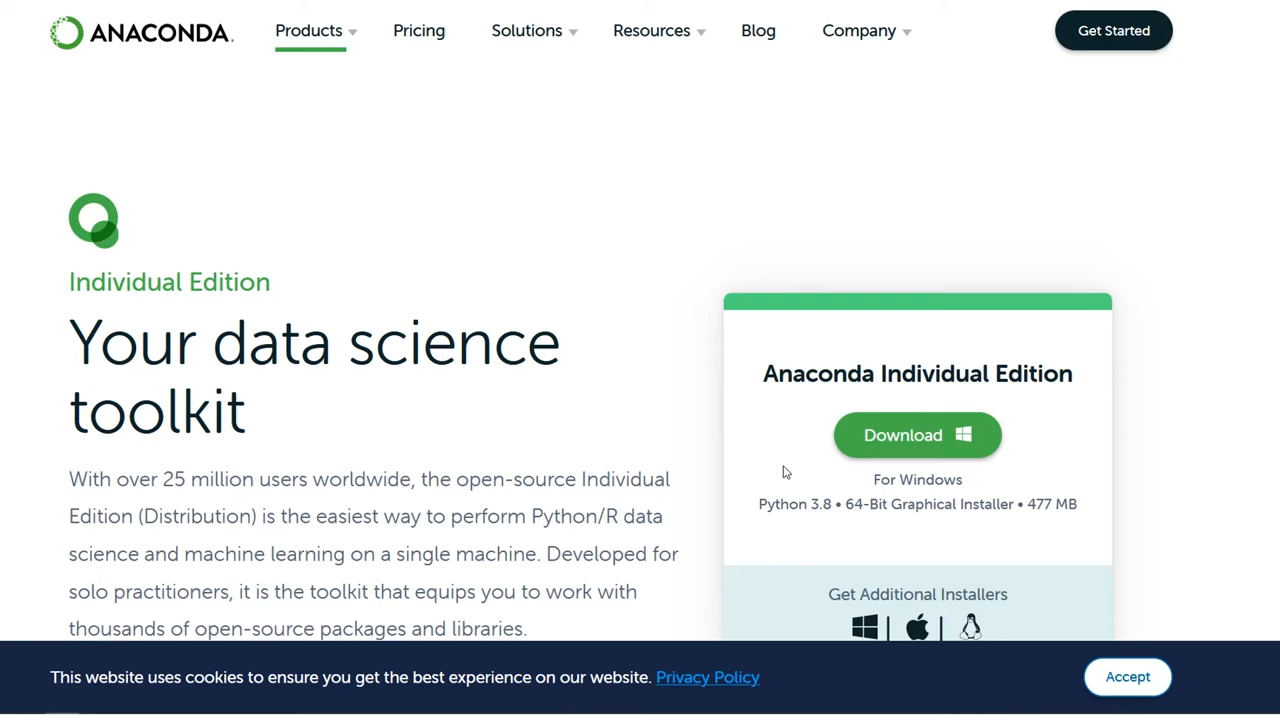 ANACONDA.
Products
Pricing
Solutions
Resources
Blog
Company
Get Started
Individual Edition
Your data science
toolkit
With over 25 million users worldwide, the open-source Individual
Edition (Distribution) is the easiest way to perform Python/R data
science and machine learning on a single machine. Developed for
solo practitioners, it is the toolkit that equips you to work with
thousands of open-source packages and libraries.
Anaconda Individual Edition
Download
For Windows
Python 3.8 • 64-Bit Graphical Installer • 477 MB
Get Additional Installers
This website uses cookies to ensure you get the best experience on our website. Privacy Policy
Accept